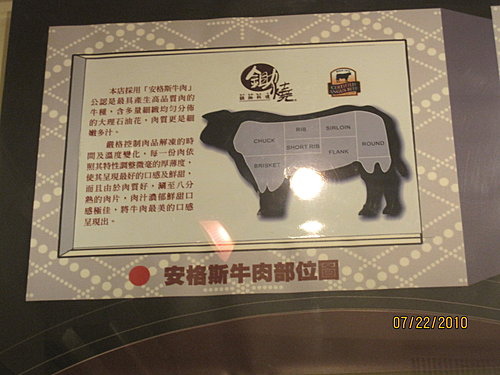 本店採用「安格斯牛肉」
公認是最具產生高品質肉的
牛種，含多量細緻均勻分佈
的大理石油花，肉質更是細
嫩多汁。
嚴格控制肉品解凍的時
間及溫度變化，每一份肉依
照其特性調整微毫的厚薄度，
使其呈現最好的口感及鮮甜，
而且由於肉質好，涮至八分
熟的肉片，肉汁濃郁鮮甜口
感極佳，將牛肉最美的口感
呈現出。
鋤燒
CERTIFIED
ANGUS BEEF
CHUCK
RIB
SIRLOIN
SHORT RIB
ROUND
BRISKET
FLANK
安格斯牛肉部位圖
07/22/2010